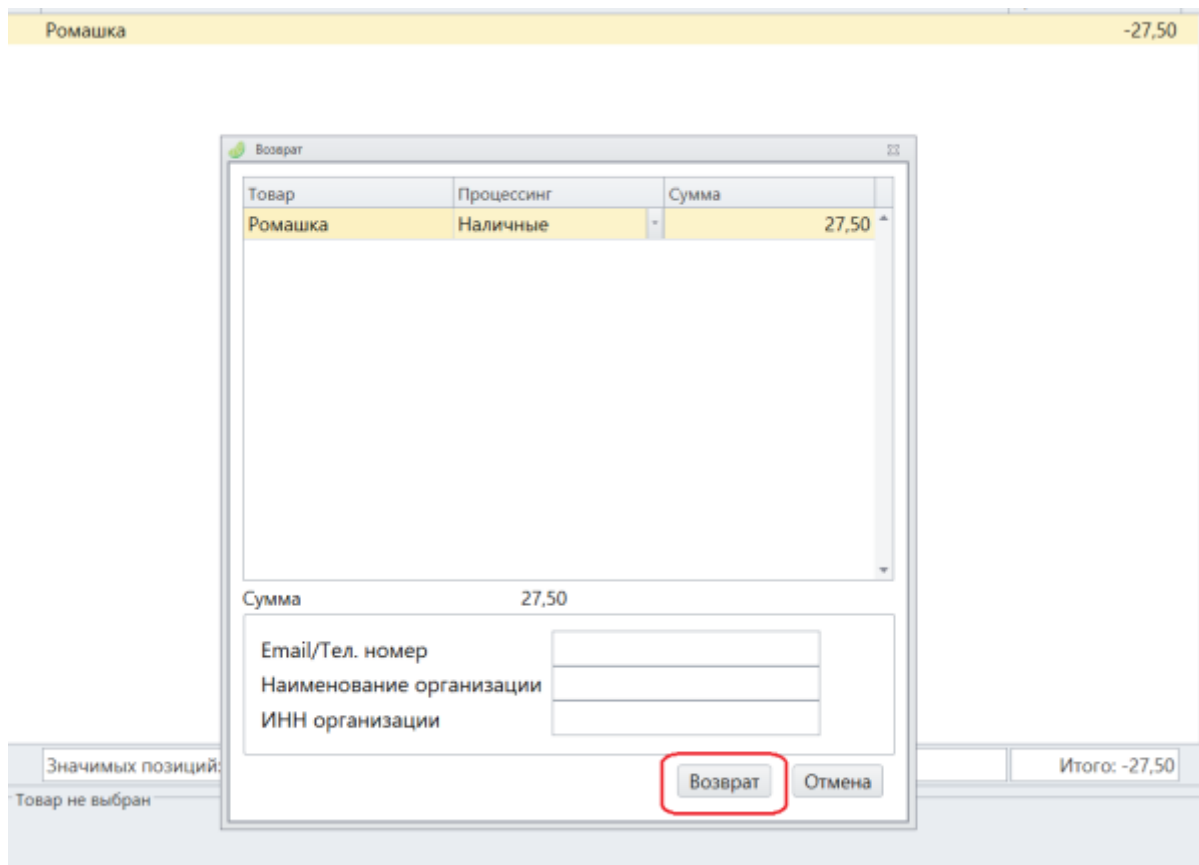 Ромашка -27,50
Возврат
Товар Процессинг Сумма
Ромашка Наличные 27,50
Сумма 27,50
Email/Тел. номер
Наименование организации
ИНН организации
Значимых позиций: Итого: -27,50
Возврат Отмена
Товар не выбран